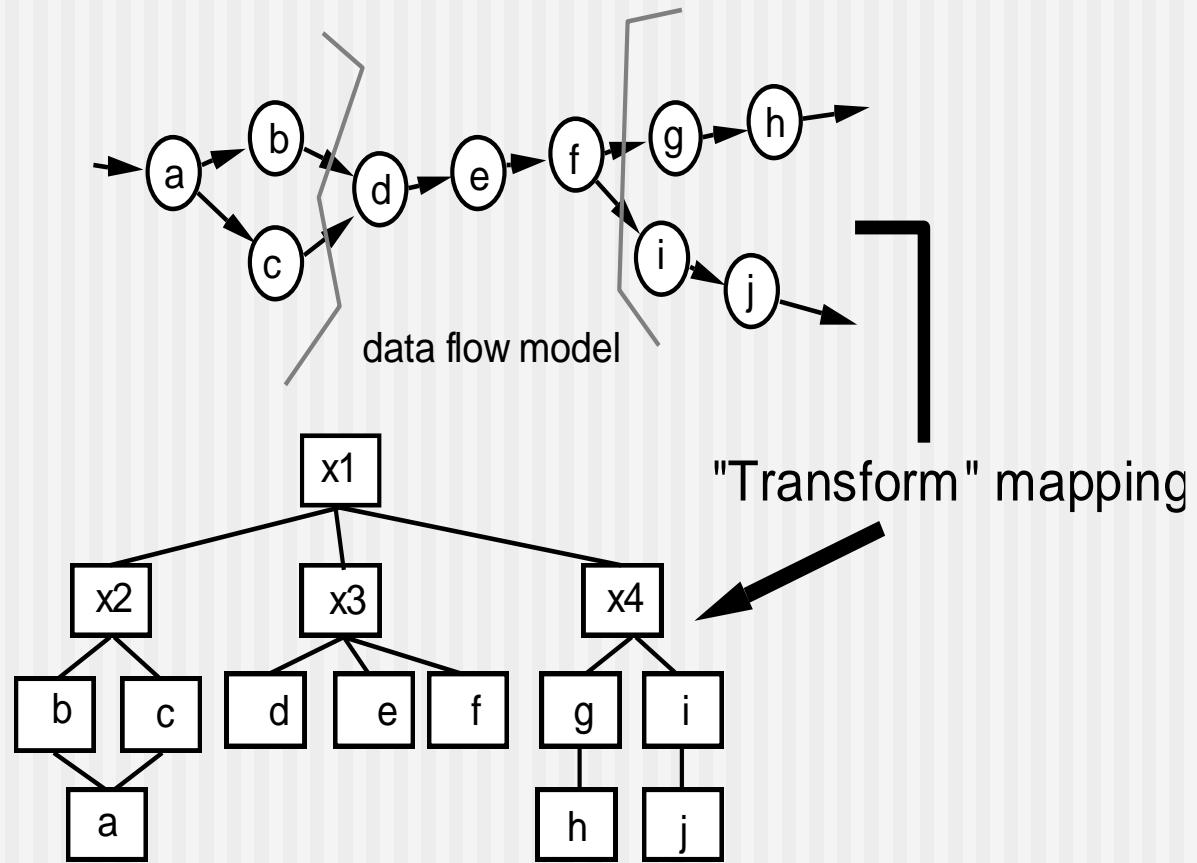 a
b
c
d
e
f
g
h
i
j
data flow model
"Transform" mapping
x1
x2 x3 x4
b c d e f g i
a h j